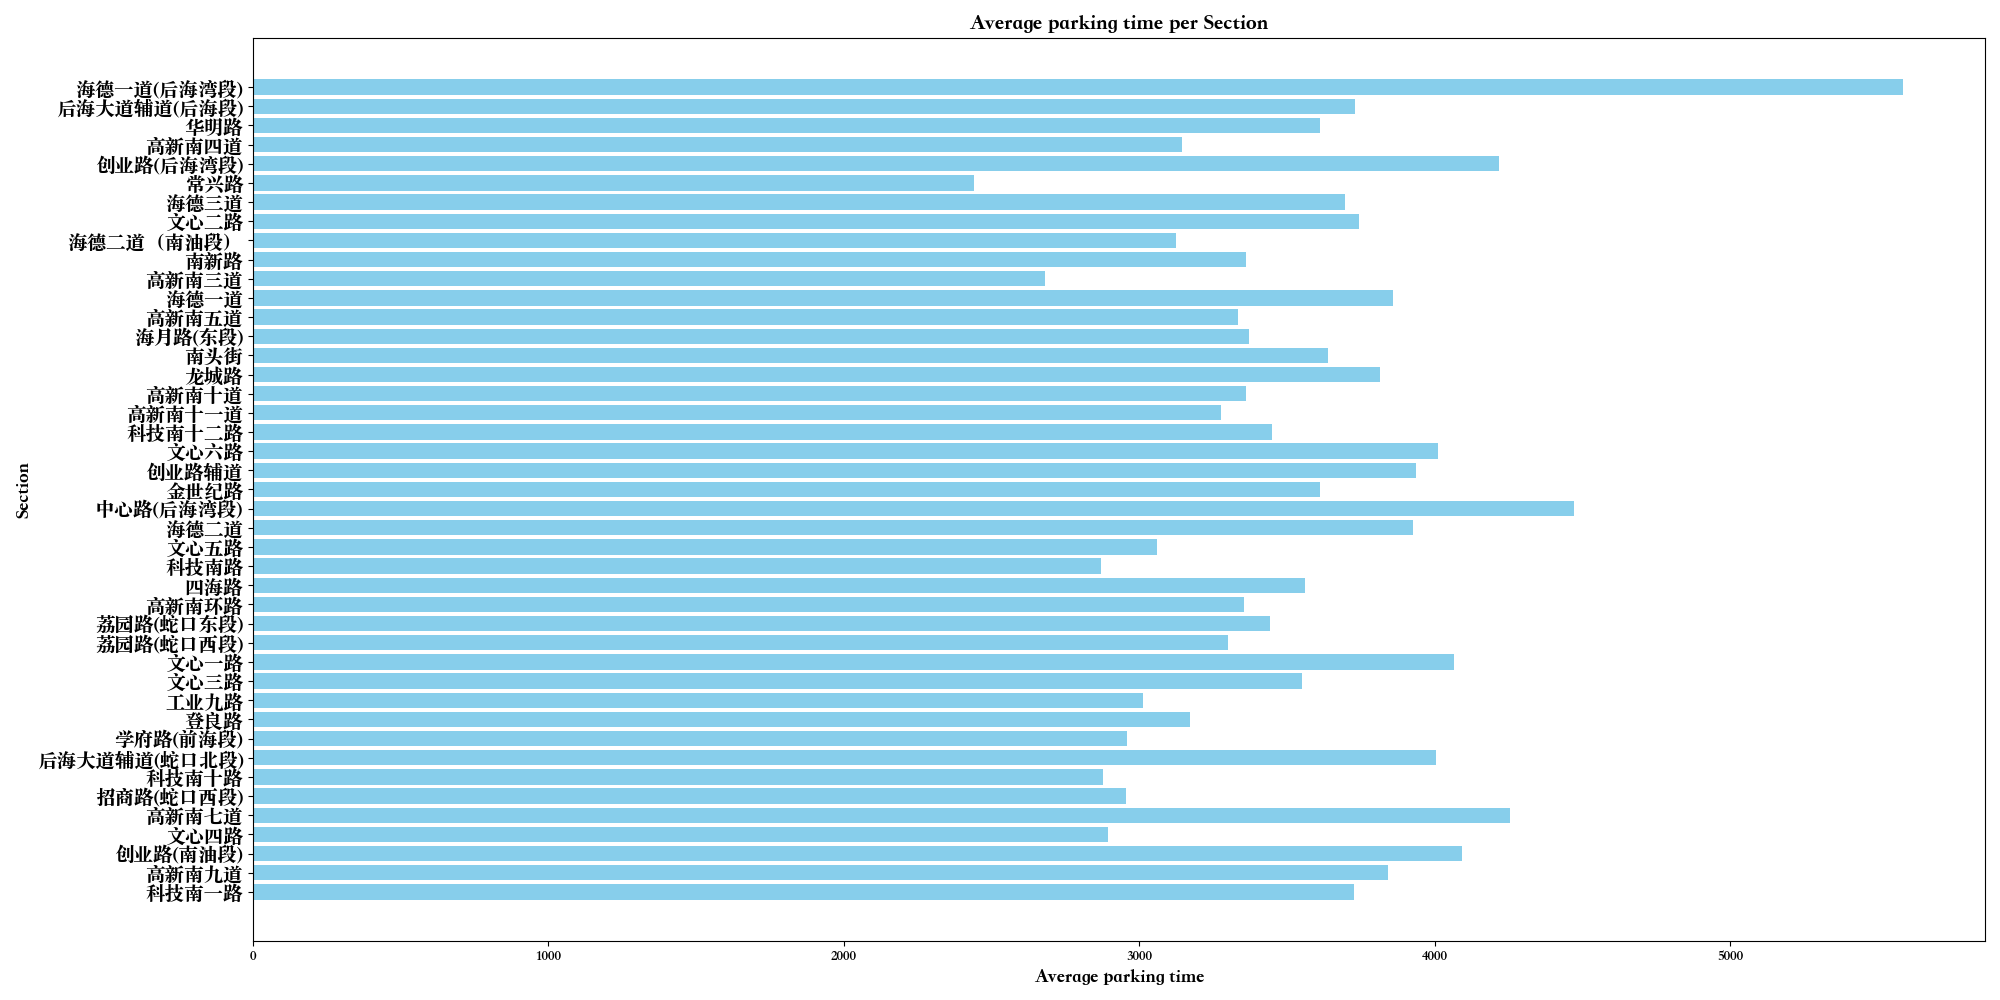 Average parking time per Section
海德一道(后海湾段)
后海大道辅道(后海段)
华明路
高新南四道
创业路(后海湾段)
常兴路
海德三道
文心二路
海德二道（南油段）
南新路
高新南三道
海德一道
高新南五道
海月路(东段)
南头街
龙城路
高新南十道
高新南十一道
科技南十二路
文心六路
创业路辅道
金世纪路
中心路(后海湾段)
海德二道
文心五路
科技南路
四海路
高新南环路
荔园路(蛇口东段)
荔园路(蛇口西段)
文心一路
文心三路
工业九路
登良路
学府路(前海段)
后海大道辅道(蛇口北段)
科技南十路
招商路(蛇口西段)
高新南七道
文心四路
创业路(南油段)
高新南九道
科技南一路
Section
0 1000 2000 3000 4000 5000
Average parking time